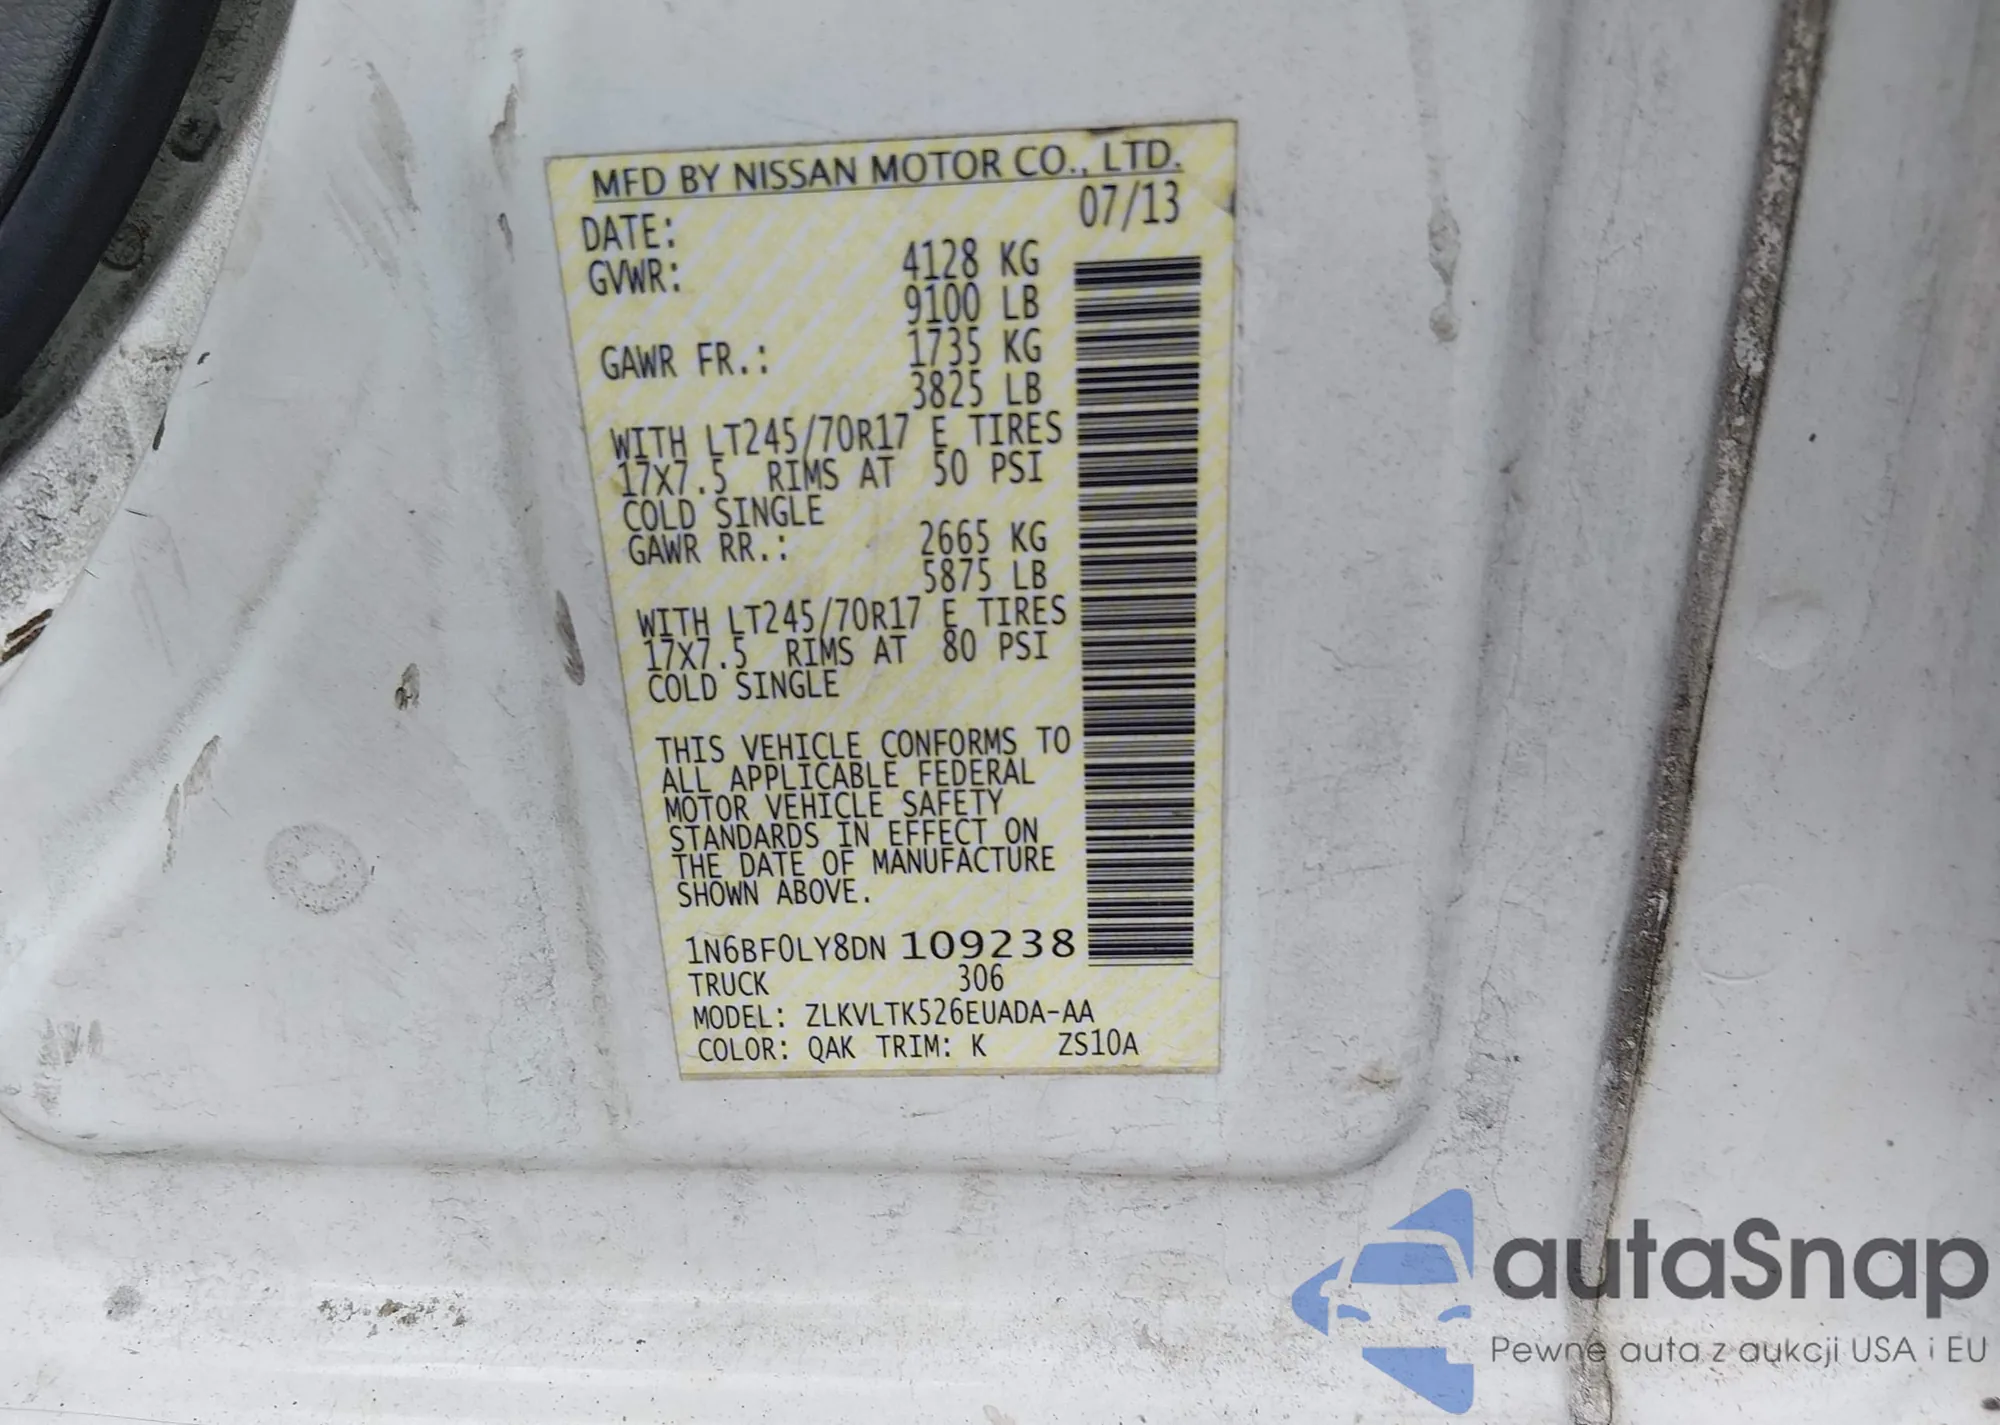 MFD BY NISSAN MOTOR CO., LTD.
DATE: 07/13
GVWR: 4128 KG
9100 LB
GAWR FR.: 1735 KG
3825 LB
WITH LT245/70R17 E TIRES
17X7.5 RIMS AT 50 PSI
COLD SINGLE
GAWR RR.: 2665 KG
5875 LB
WITH LT245/70R17 E TIRES
17X7.5 RIMS AT 80 PSI
COLD SINGLE
THIS VEHICLE CONFORMS TO
ALL APPLICABLE FEDERAL
MOTOR VEHICLE SAFETY
STANDARDS IN EFFECT ON
THE DATE OF MANUFACTURE
SHOWN ABOVE.
1N6BF0LY8DN 109238
TRUCK 306
MODEL: ZLKVLTK526EUADA-AA
COLOR: QAK TRIM: K ZS10A
autaSnap
Pewne auta z aukcji USA i EU